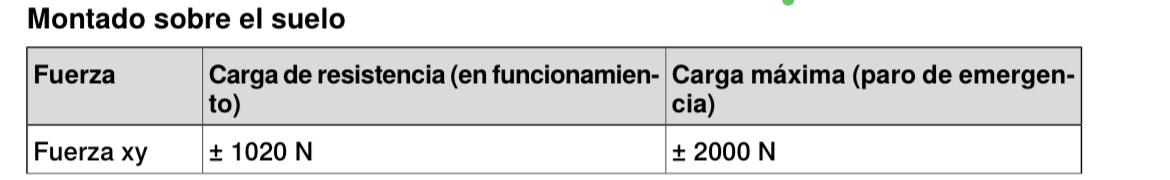 Montado sobre el suelo
Fuerza
Carga de resistencia (en funcionamien-
to)
Carga máxima (paro de emergen-
cia)
Fuerza xy
± 1020 N
± 2000 N